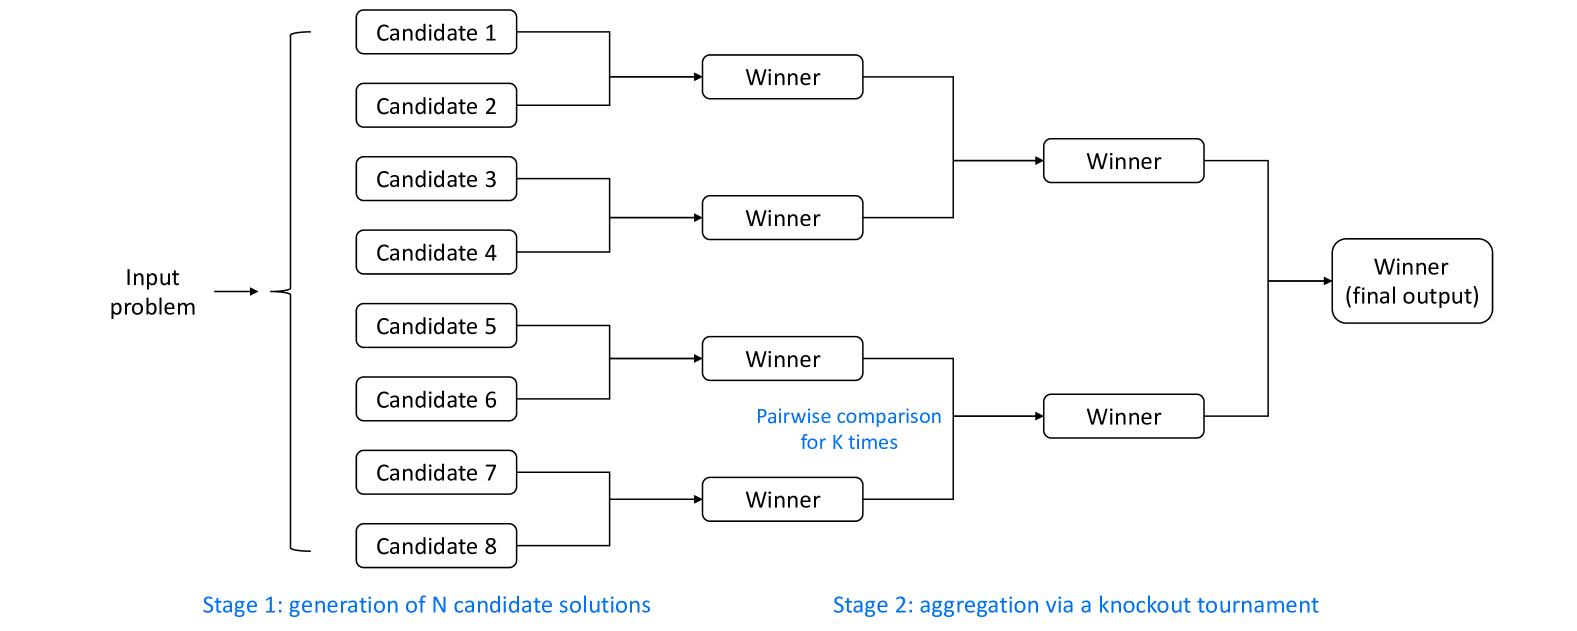 Input
problem
Candidate 1
Candidate 2
Candidate 3
Candidate 4
Candidate 5
Candidate 6
Candidate 7
Candidate 8
Winner
Winner
Winner
Winner
Pairwise comparison
for K times
Winner
Winner
Winner
(final output)
Stage 1: generation of N candidate solutions
Stage 2: aggregation via a knockout tournament